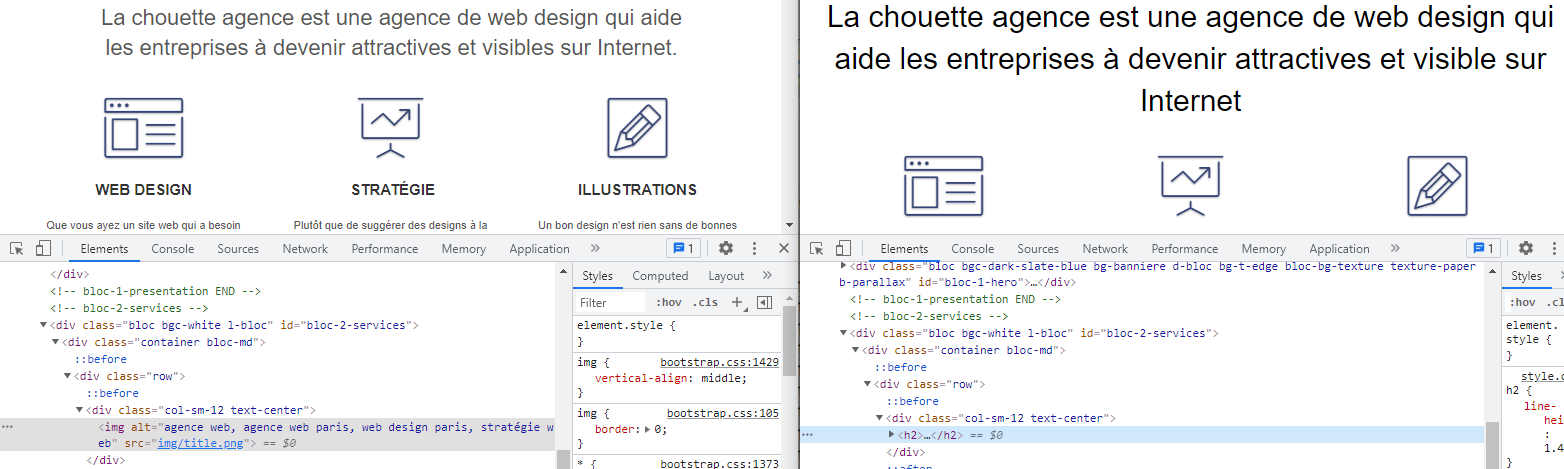 La chouette agence est une agence de web design qui aide
les entreprises à devenir attractives et visibles sur Internet.
WEB DESIGN
STRATÉGIE
ILLUSTRATIONS
Que vous ayez un site web qui a besoin
Plutôt que de suggérer des designs à la
Un bon design n'est rien sans de bonnes
Elements Console Sources Network Performance Memory Application » 1
</div>
<!-- bloc-1-presentation END -->
<!-- bloc-2-services -->
<div class="bloc bgc-white l-bloc" id="bloc-2-services">
<div class="container bloc-md">
::before
<div class="row">
::before
<div class="col-sm-12 text-center">
<img alt="agence web, agence web paris, web design paris, stratégie w
eb" src="img/title.png"> == $0
</div>
Styles Computed Layout »
Filter :hov .cls +
element.style {
}
img { bootstrap.css:1429
vertical-align: middle;
}
img { bootstrap.css:105
border: 0;
}
* { bootstrap.css:1373
La chouette agence est une agence de web design qui
aide les entreprises à devenir attractives et visible sur
Internet
Elements Console Sources Network Performance Memory Application » 1
<div class="bloc bgc-dark-slate-blue bg-banniere d-bloc bg-t-edge bloc-bg-texture texture-paper
b-parallax" id="bloc-1-hero">…</div>
<!-- bloc-1-presentation END -->
<!-- bloc-2-services -->
<div class="bloc bgc-white l-bloc" id="bloc-2-services">
<div class="container bloc-md">
::before
<div class="row">
::before
<div class="col-sm-12 text-center">
<h2>…</h2> == $0
</div>
::after
Styles
:hov .cl
element.
style {
}
style.c
h2 {
line-
hei
:
1.4
}